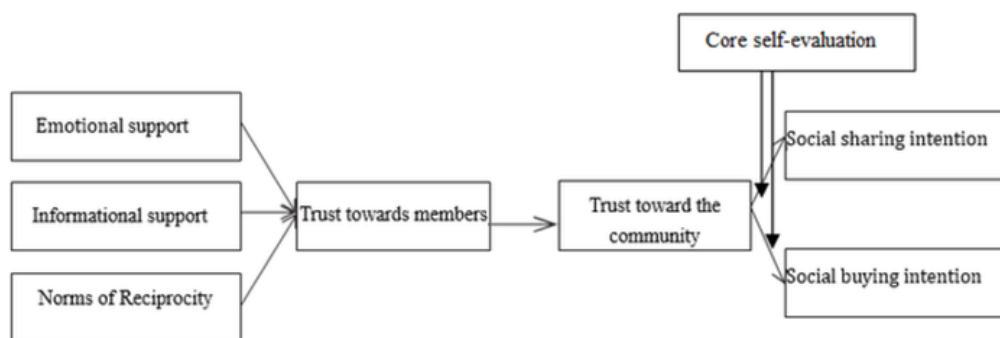 Core self-evaluation
Emotional support
Social sharing intention
Informational support
Trust towards members
Trust toward the
community
Norms of Reciprocity
Social buying intention